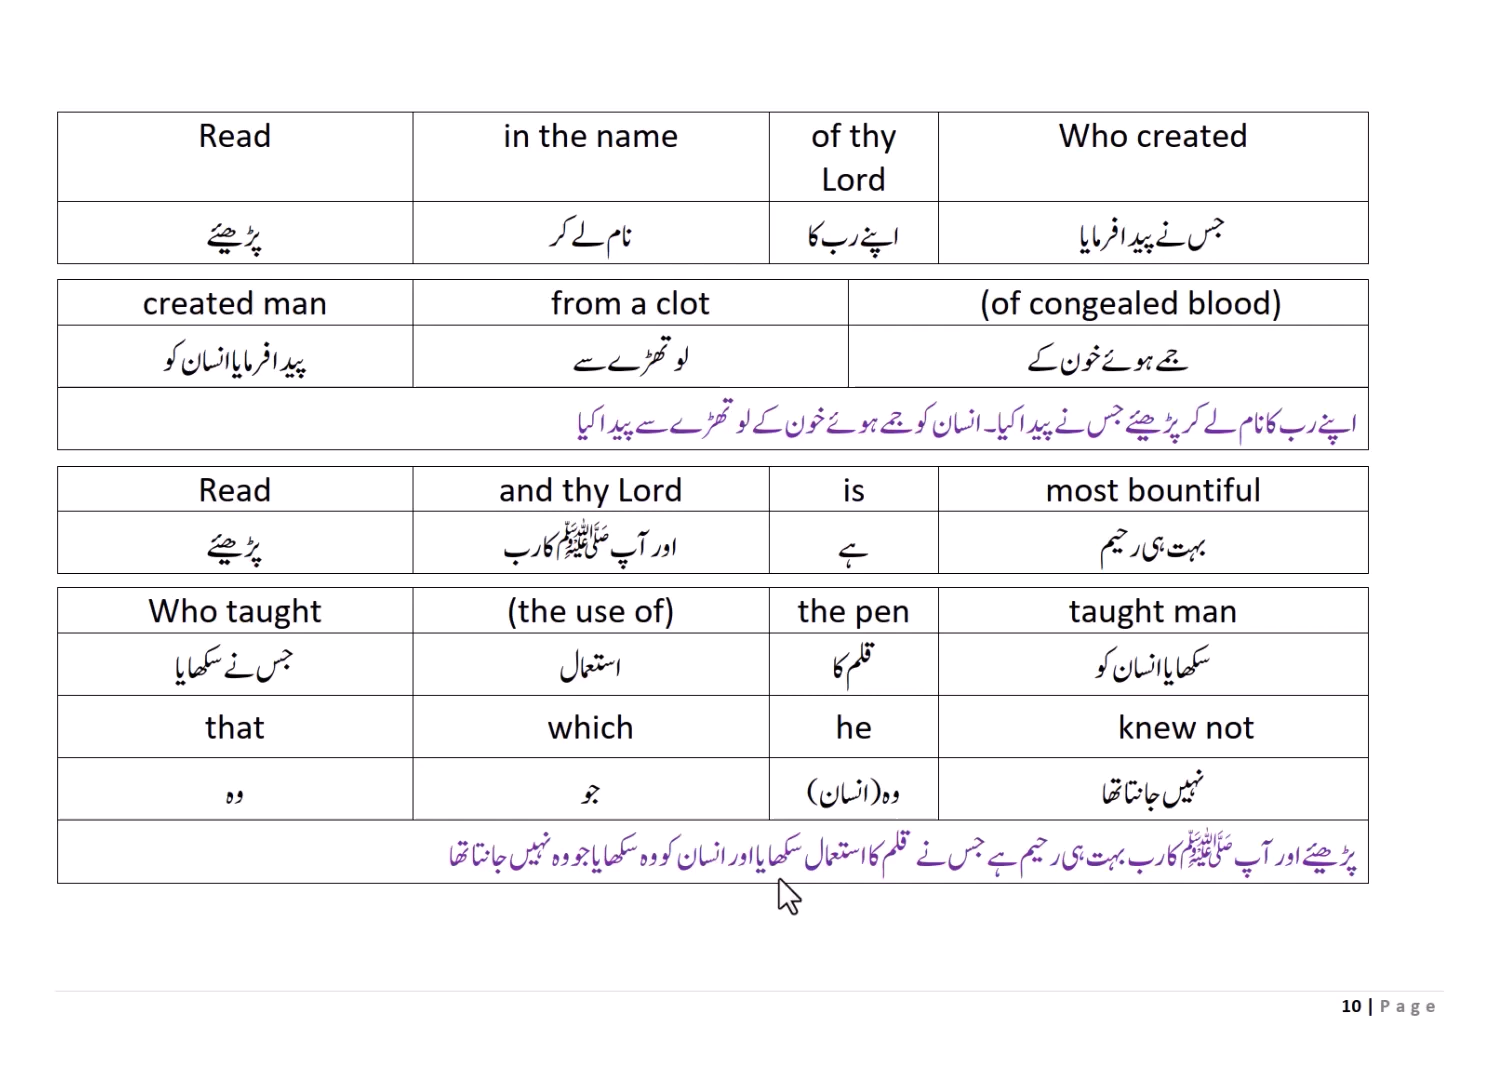 Read in the name of thy Who created
Lord
پڑھیئے نام لے کر اپنے رب کا جس نے پیدا فرمایا
created man from a clot (of congealed blood)
پیدا فرمایا انسان کو لوتھڑے سے جمے ہوئے خون کے
اپنے رب کا نام لے کر پڑھیئے جس نے پیدا کیا۔ انسان کو جمے ہوئے خون کے لوتھڑے سے پیدا کیا
Read and thy Lord is most bountiful
پڑھیئے اور آپ ﷺ کا رب ہے بہت ہی رحیم
Who taught (the use of) the pen taught man
جس نے سکھایا استعمال قلم کا سکھایا انسان کو
that which he knew not
وہ جو وہ (انسان) نہیں جانتا تھا
پڑھیئے اور آپ ﷺ کا رب بہت ہی رحیم ہے جس نے قلم کا استعمال سکھایا اور انسان کو وہ سکھایا جو وہ نہیں جانتا تھا
10 | Page